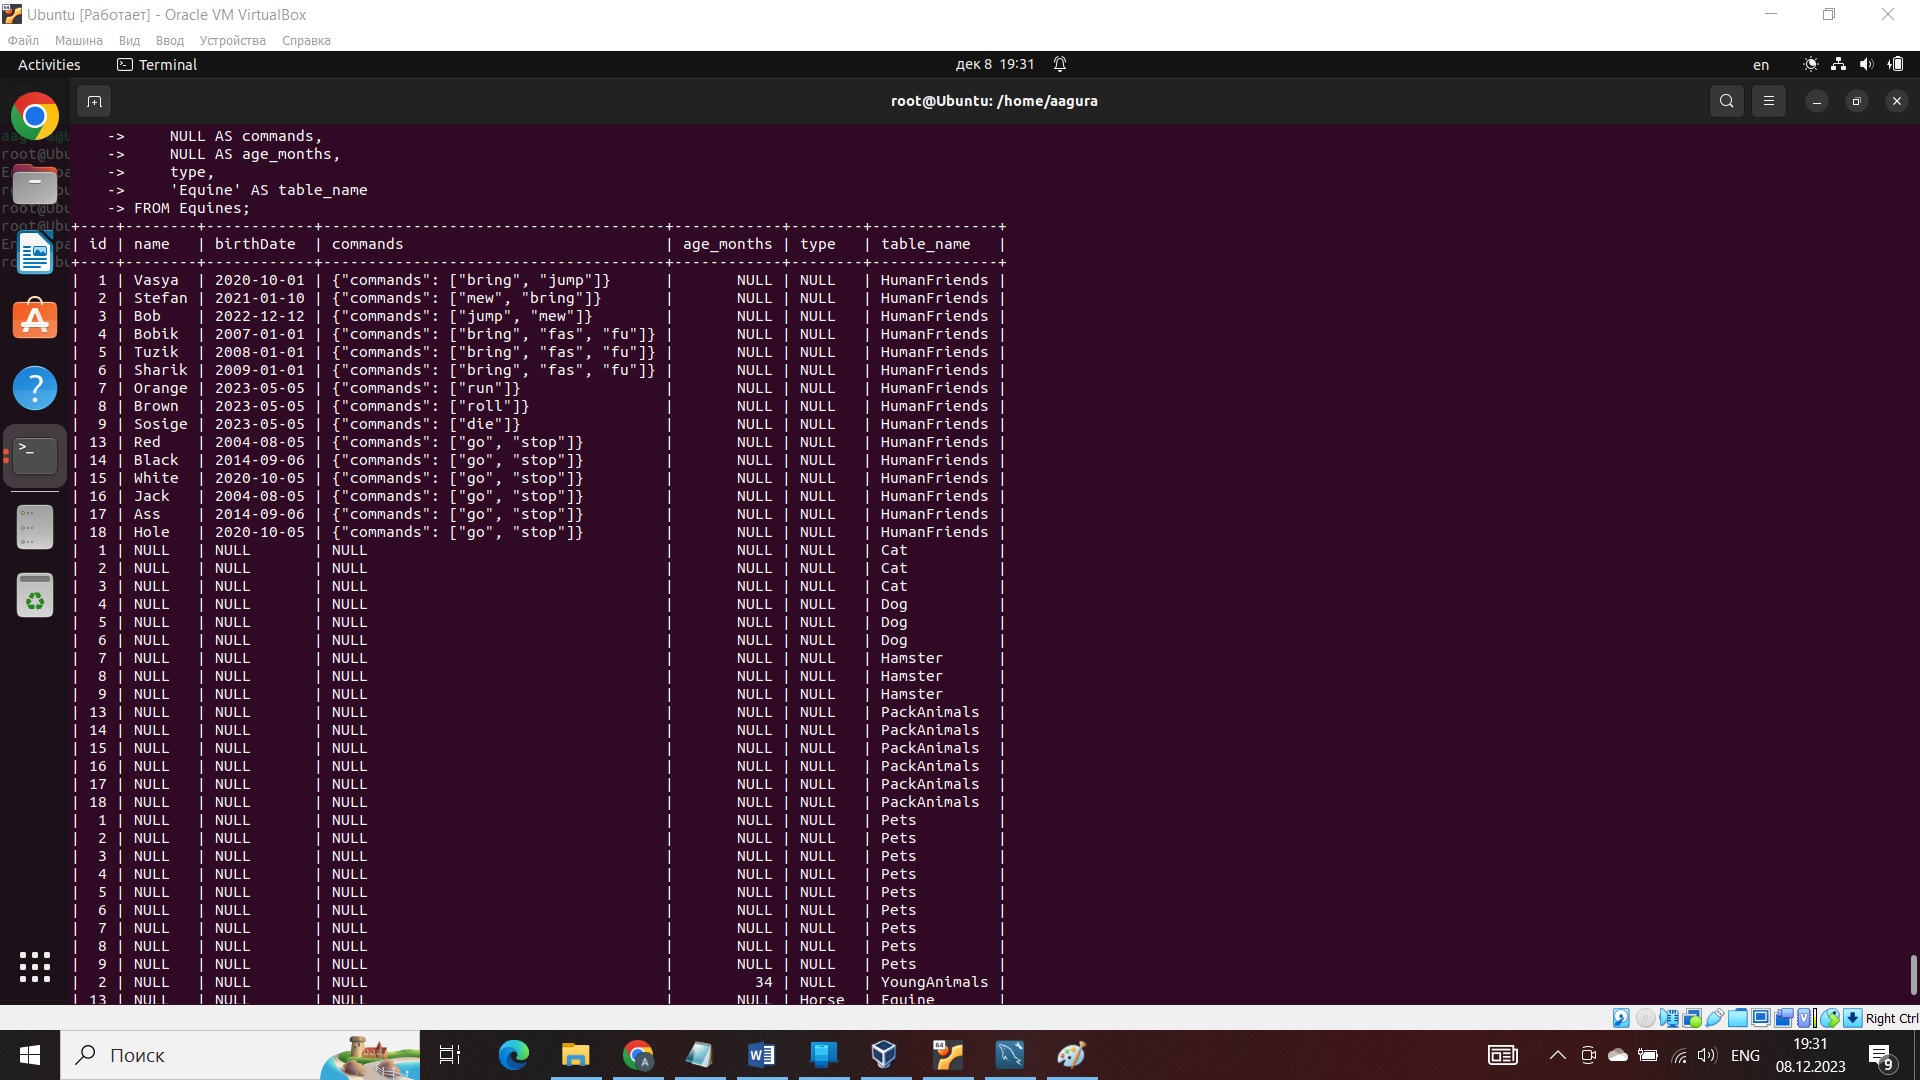 Ubuntu [Работает] - Oracle VM VirtualBox
Файл Машина Вид Ввод Устройства Справка
Activities Terminal дек 8 19:31 en
root@Ubuntu: /home/aagura
-> NULL AS commands,
-> NULL AS age_months,
-> type,
-> 'Equine' AS table_name
-> FROM Equines;
+----+--------+------------+--------------------------------------+------------+--------+--------------+
| id | name | birthDate | commands | age_months | type | table_name |
+----+--------+------------+--------------------------------------+------------+--------+--------------+
| 1 | Vasya | 2020-10-01 | {"commands": ["bring", "jump"]} | NULL | NULL | HumanFriends |
| 2 | Stefan | 2021-01-10 | {"commands": ["mew", "bring"]} | NULL | NULL | HumanFriends |
| 3 | Bob | 2022-12-12 | {"commands": ["jump", "mew"]} | NULL | NULL | HumanFriends |
| 4 | Bobik | 2007-01-01 | {"commands": ["bring", "fas", "fu"]} | NULL | NULL | HumanFriends |
| 5 | Tuzik | 2008-01-01 | {"commands": ["bring", "fas", "fu"]} | NULL | NULL | HumanFriends |
| 6 | Sharik | 2009-01-01 | {"commands": ["bring", "fas", "fu"]} | NULL | NULL | HumanFriends |
| 7 | Orange | 2023-05-05 | {"commands": ["run"]} | NULL | NULL | HumanFriends |
| 8 | Brown | 2023-05-05 | {"commands": ["roll"]} | NULL | NULL | HumanFriends |
| 9 | Sosige | 2023-05-05 | {"commands": ["die"]} | NULL | NULL | HumanFriends |
| 13 | Red | 2004-08-05 | {"commands": ["go", "stop"]} | NULL | NULL | HumanFriends |
| 14 | Black | 2014-09-06 | {"commands": ["go", "stop"]} | NULL | NULL | HumanFriends |
| 15 | White | 2020-10-05 | {"commands": ["go", "stop"]} | NULL | NULL | HumanFriends |
| 16 | Jack | 2004-08-05 | {"commands": ["go", "stop"]} | NULL | NULL | HumanFriends |
| 17 | Ass | 2014-09-06 | {"commands": ["go", "stop"]} | NULL | NULL | HumanFriends |
| 18 | Hole | 2020-10-05 | {"commands": ["go", "stop"]} | NULL | NULL | HumanFriends |
| 1 | NULL | NULL | NULL | NULL | NULL | Cat |
| 2 | NULL | NULL | NULL | NULL | NULL | Cat |
| 3 | NULL | NULL | NULL | NULL | NULL | Cat |
| 4 | NULL | NULL | NULL | NULL | NULL | Dog |
| 5 | NULL | NULL | NULL | NULL | NULL | Dog |
| 6 | NULL | NULL | NULL | NULL | NULL | Dog |
| 7 | NULL | NULL | NULL | NULL | NULL | Hamster |
| 8 | NULL | NULL | NULL | NULL | NULL | Hamster |
| 9 | NULL | NULL | NULL | NULL | NULL | Hamster |
| 13 | NULL | NULL | NULL | NULL | NULL | PackAnimals |
| 14 | NULL | NULL | NULL | NULL | NULL | PackAnimals |
| 15 | NULL | NULL | NULL | NULL | NULL | PackAnimals |
| 16 | NULL | NULL | NULL | NULL | NULL | PackAnimals |
| 17 | NULL | NULL | NULL | NULL | NULL | PackAnimals |
| 18 | NULL | NULL | NULL | NULL | NULL | PackAnimals |
| 1 | NULL | NULL | NULL | NULL | NULL | Pets |
| 2 | NULL | NULL | NULL | NULL | NULL | Pets |
| 3 | NULL | NULL | NULL | NULL | NULL | Pets |
| 4 | NULL | NULL | NULL | NULL | NULL | Pets |
| 5 | NULL | NULL | NULL | NULL | NULL | Pets |
| 6 | NULL | NULL | NULL | NULL | NULL | Pets |
| 7 | NULL | NULL | NULL | NULL | NULL | Pets |
| 8 | NULL | NULL | NULL | NULL | NULL | Pets |
| 9 | NULL | NULL | NULL | NULL | NULL | Pets |
| 2 | NULL | NULL | NULL | 34 | NULL | YoungAnimals |
| 13 | NULL | NULL | NULL | NULL | Horse | Equine |
Right Ctrl
Поиск
ENG
19:31
08.12.2023
9